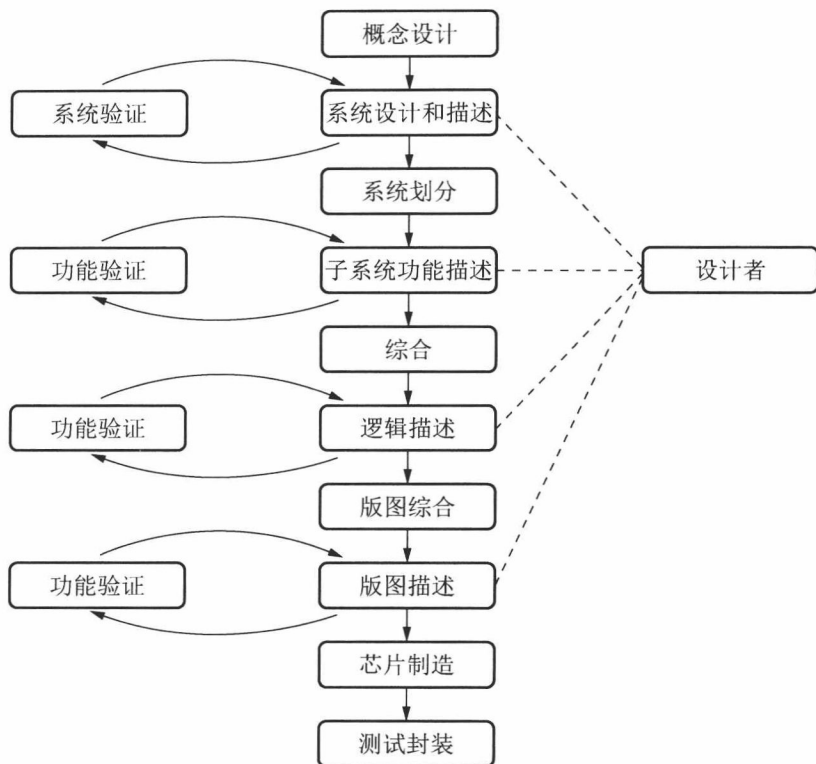 概念设计
系统验证
系统设计和描述
系统划分
功能验证
子系统功能描述
设计者
综合
功能验证
逻辑描述
版图综合
功能验证
版图描述
芯片制造
测试封装